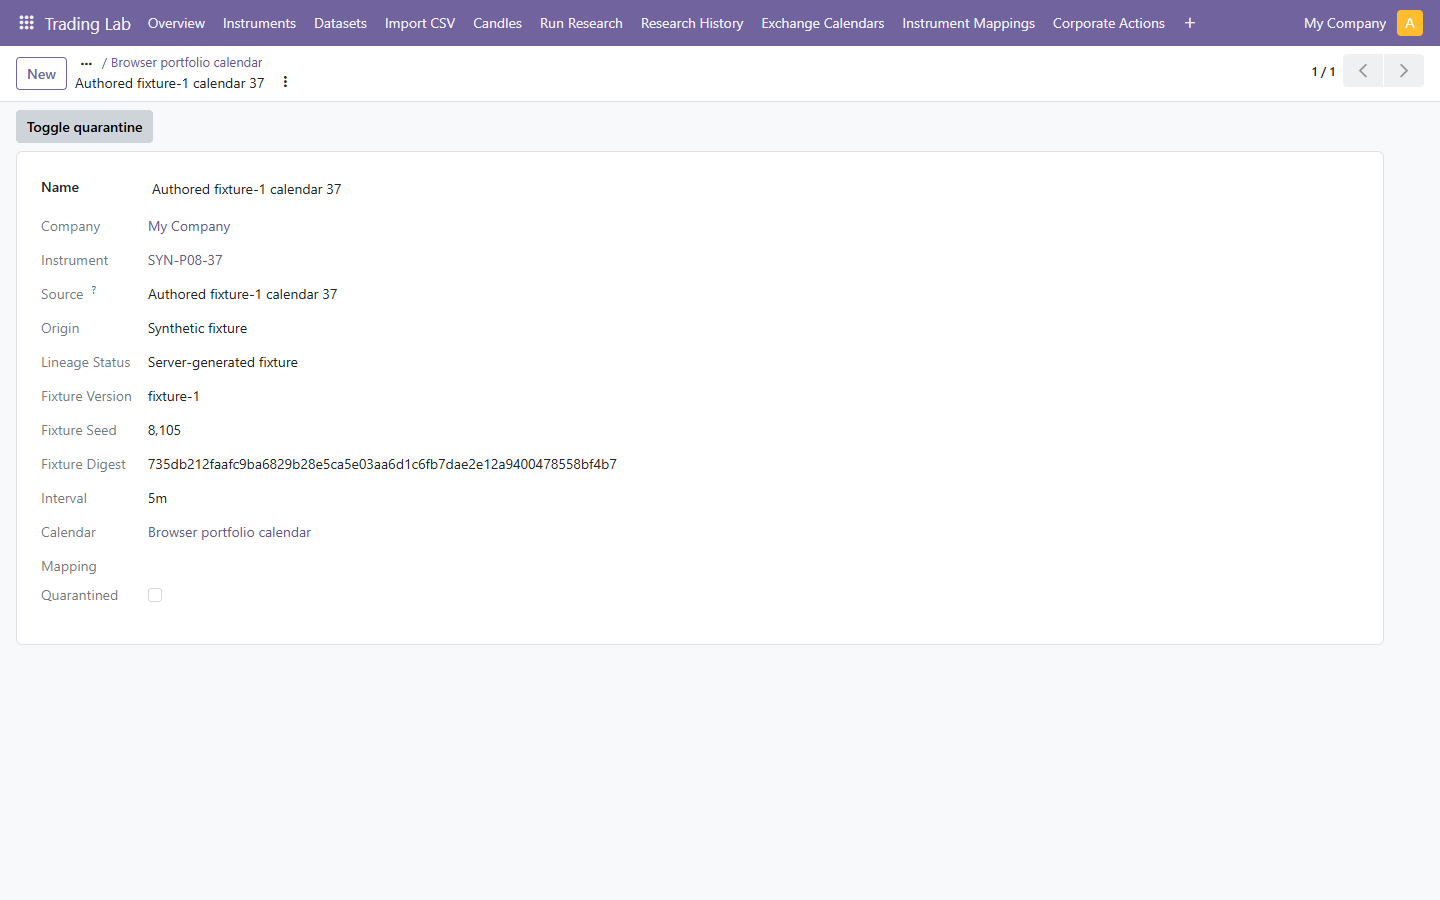 Trading Lab Overview Instruments Datasets Import CSV Candles Run Research Research History Exchange Calendars Instrument Mappings Corporate Actions + My Company A
New ... / Browser portfolio calendar
Authored fixture-1 calendar 37
1 / 1
Toggle quarantine
Name Authored fixture-1 calendar 37
Company My Company
Instrument SYN-P08-37
Source ? Authored fixture-1 calendar 37
Origin Synthetic fixture
Lineage Status Server-generated fixture
Fixture Version fixture-1
Fixture Seed 8,105
Fixture Digest 735db212faafc9ba6829b28e5ca5e03aa6d1c6fb7dae2e12a9400478558bf4b7
Interval 5m
Calendar Browser portfolio calendar
Mapping
Quarantined